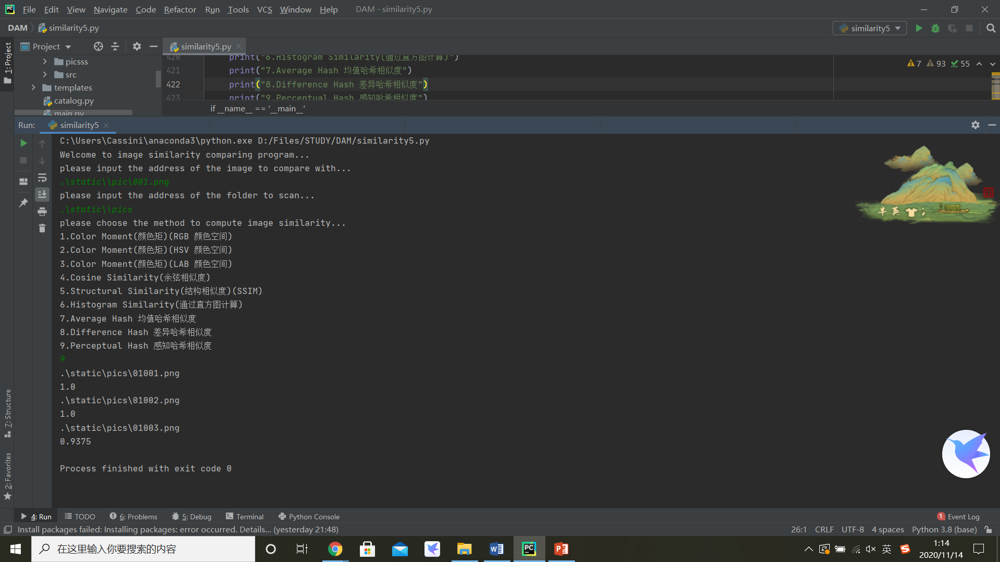 File Edit View Navigate Code Refactor Run Tools VCS Window Help DAM - similarity5.py
DAM similarity5.py similarity5
1: Project
Project similarity5.py
picsss
src
templates
catalog.py
main.py
420 print("6.Histogram Similarity(通过直方图计算)")
421 print("7.Average Hash 均值哈希相似度")
422 print("8.Difference Hash 差异哈希相似度")
423 print("9.Perceptual Hash 感知哈希相似度")
7 93 55
if __name__ == '__main__'
Run: similarity5
C:\Users\Cassini\anaconda3\python.exe D:/Files/STUDY/DAM/similarity5.py
Welcome to image similarity comparing program...
please input the address of the image to compare with...
.\static\\pic\001.png
please input the address of the folder to scan...
.\static\\pics
please choose the method to compute image similarity...
1.Color Moment(颜色矩)(RGB 颜色空间)
2.Color Moment(颜色矩)(HSV 颜色空间)
3.Color Moment(颜色矩)(LAB 颜色空间)
4.Cosine Similarity(余弦相似度)
5.Structural Similarity(结构相似度)(SSIM)
6.Histogram Similarity(通过直方图计算)
7.Average Hash 均值哈希相似度
8.Difference Hash 差异哈希相似度
9.Perceptual Hash 感知哈希相似度
9
.\static\pics\01001.png
1.0
.\static\pics\01002.png
1.0
.\static\pics\01003.png
0.9375
Process finished with exit code 0
半 英 ;
7: Structure
2: Favorites
4: Run TODO 6: Problems 5: Debug Terminal Python Console 1 Event Log
Install packages failed: Installing packages: error occurred. Details... (yesterday 21:48) 26:1 CRLF UTF-8 4 spaces Python 3.8 (base)
在这里输入你要搜索的内容
英
1:14
2020/11/14